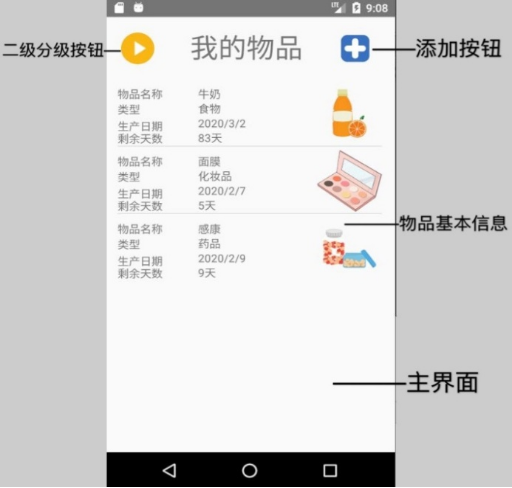 9:08
二级分级按钮
我的物品
添加按钮
物品名称 牛奶
类型 食物
生产日期 2020/3/2
剩余天数 83天
物品名称 面膜
类型 化妆品
生产日期 2020/2/7
剩余天数 5天
物品基本信息
物品名称 感康
类型 药品
生产日期 2020/2/9
剩余天数 9天
主界面